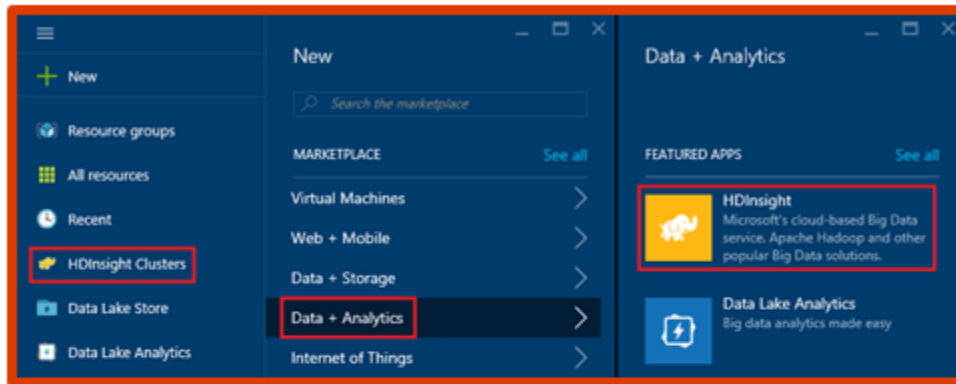 New
Resource groups
All resources
Recent
HDInsight Clusters
Data Lake Store
Data Lake Analytics
New
Search the marketplace
MARKETPLACE
See all
Virtual Machines
Web + Mobile
Data + Storage
Data + Analytics
Internet of Things
Data + Analytics
FEATURED APPS
See all
HDInsight
Microsoft's cloud-based Big Data
service. Apache Hadoop and other
popular Big Data solutions.
Data Lake Analytics
Big data analytics made easy